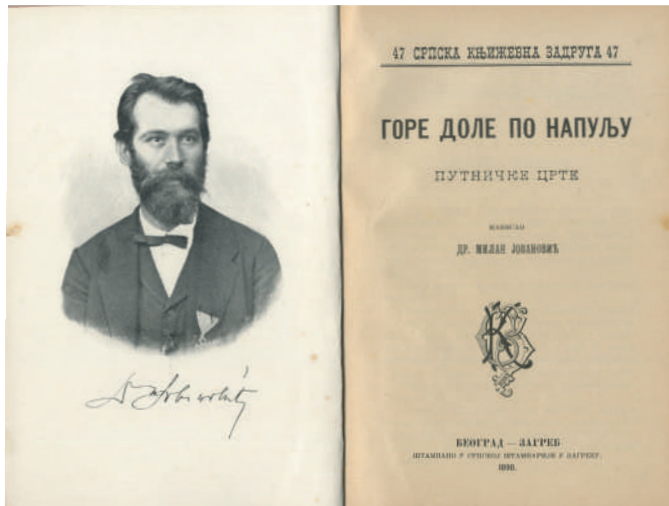 47 СРПСКА КЊИЖЕВНА ЗАДРУГА 47
ГОРЕ ДОЛЕ ПО НАПУЉУ
ПУТНИЧКЕ ЦРТЕ
НАПИСАО
ДР. МИЛАН ЈОВАНОВИЋ
БЕОГРАД — ЗАГРЕБ
ШТАМПАНО У СРПСКОЈ ШТАМПАРИЈИ У ЗАГРЕБУ.
1898.